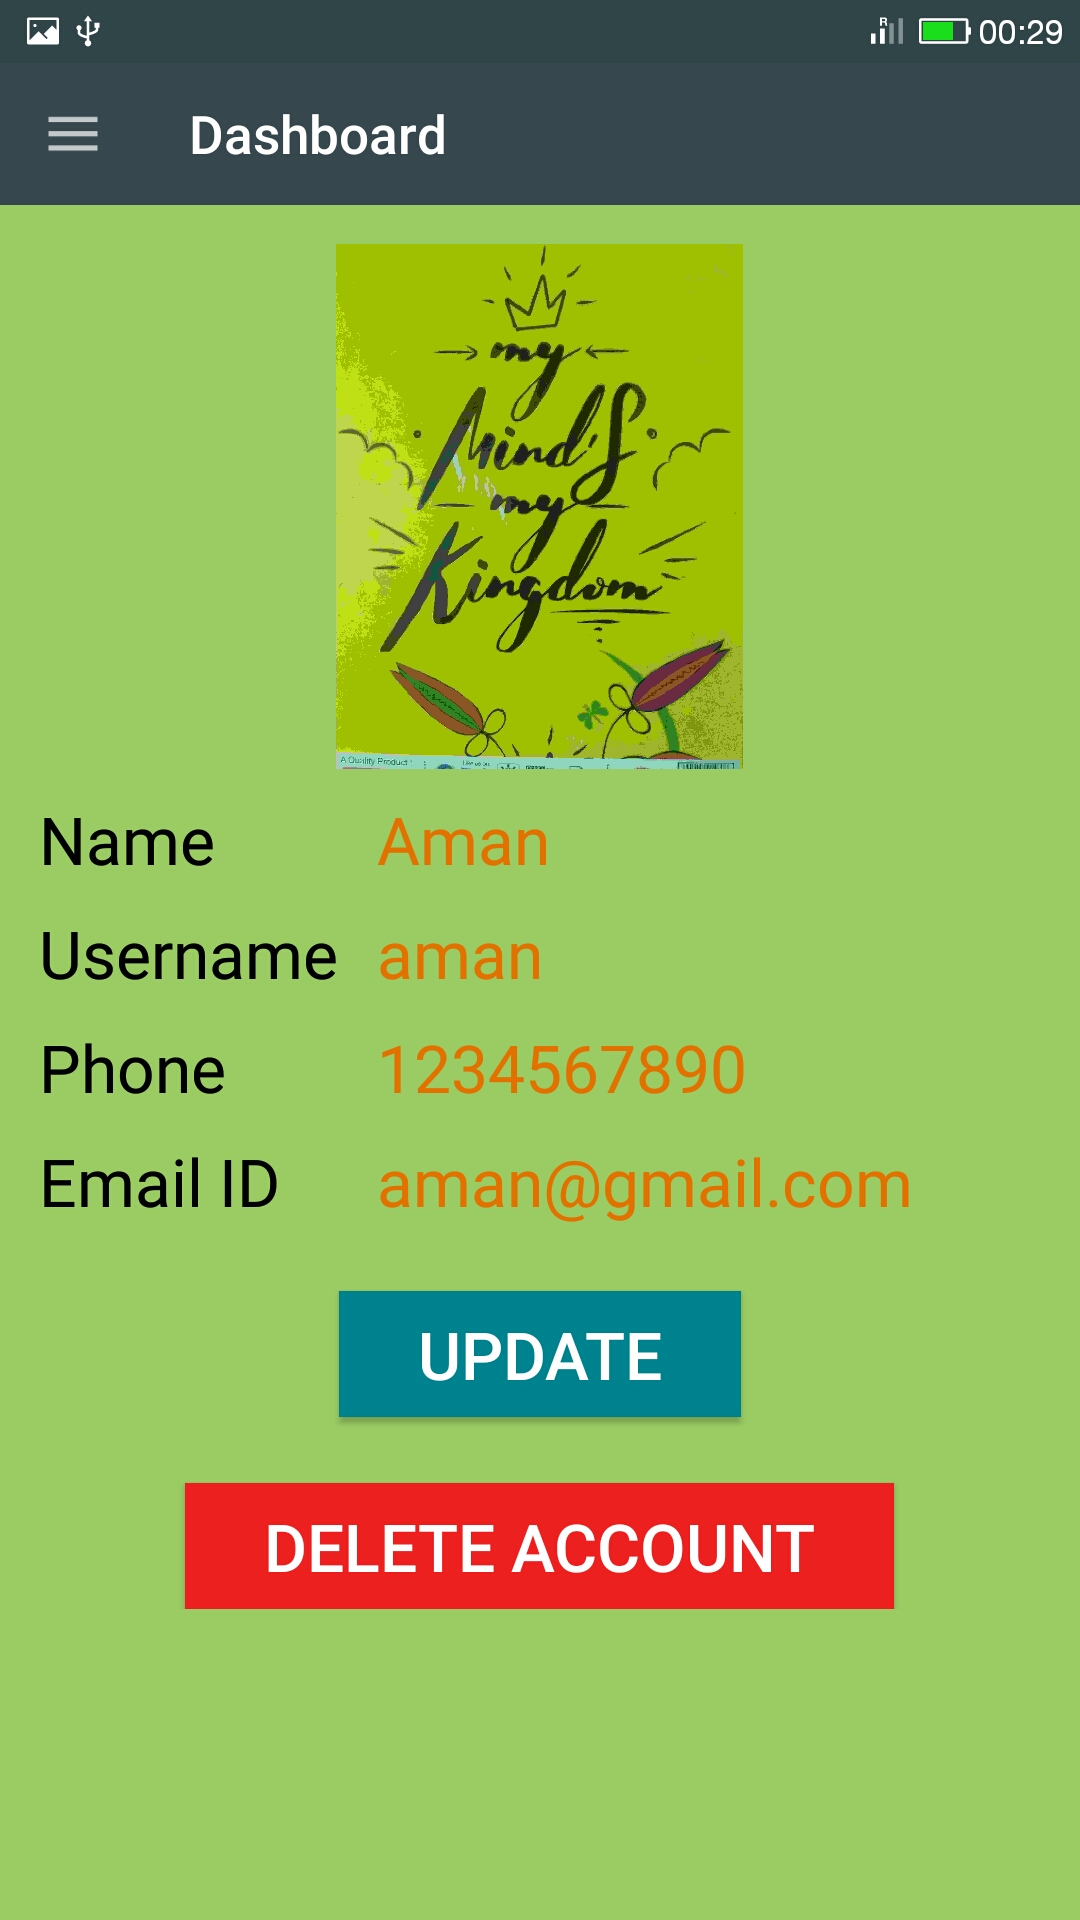 R 00:29
Dashboard
my
Mind'S
my
Kingdom
A Quality Product
Name Aman
Username aman
Phone 1234567890
Email ID aman@gmail.com
UPDATE
DELETE ACCOUNT